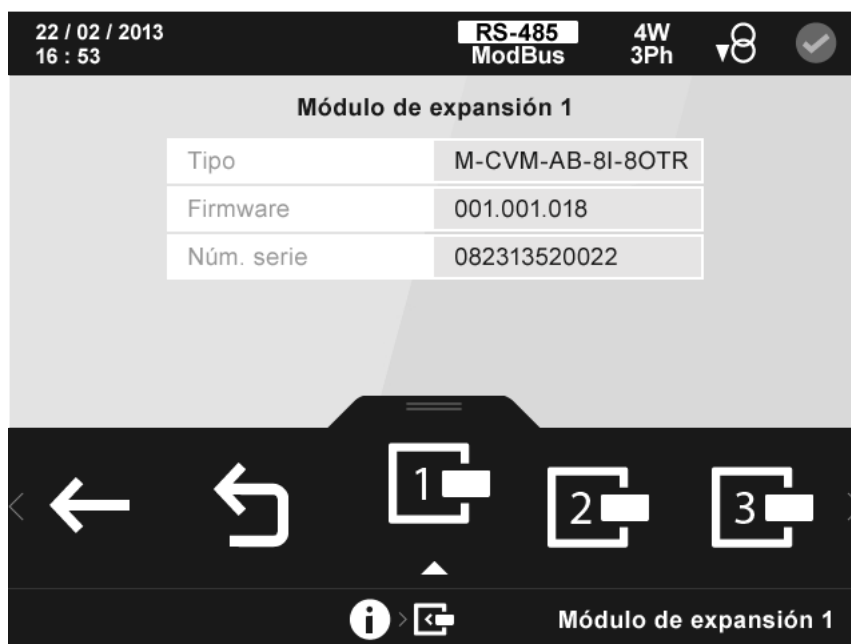 22 / 02 / 2013
16 : 53
RS-485
ModBus
4W
3Ph
Módulo de expansión 1
Tipo M-CVM-AB-8I-8OTR
Firmware 001.001.018
Núm. serie 082313520022
1 2 3
i
Módulo de expansión 1